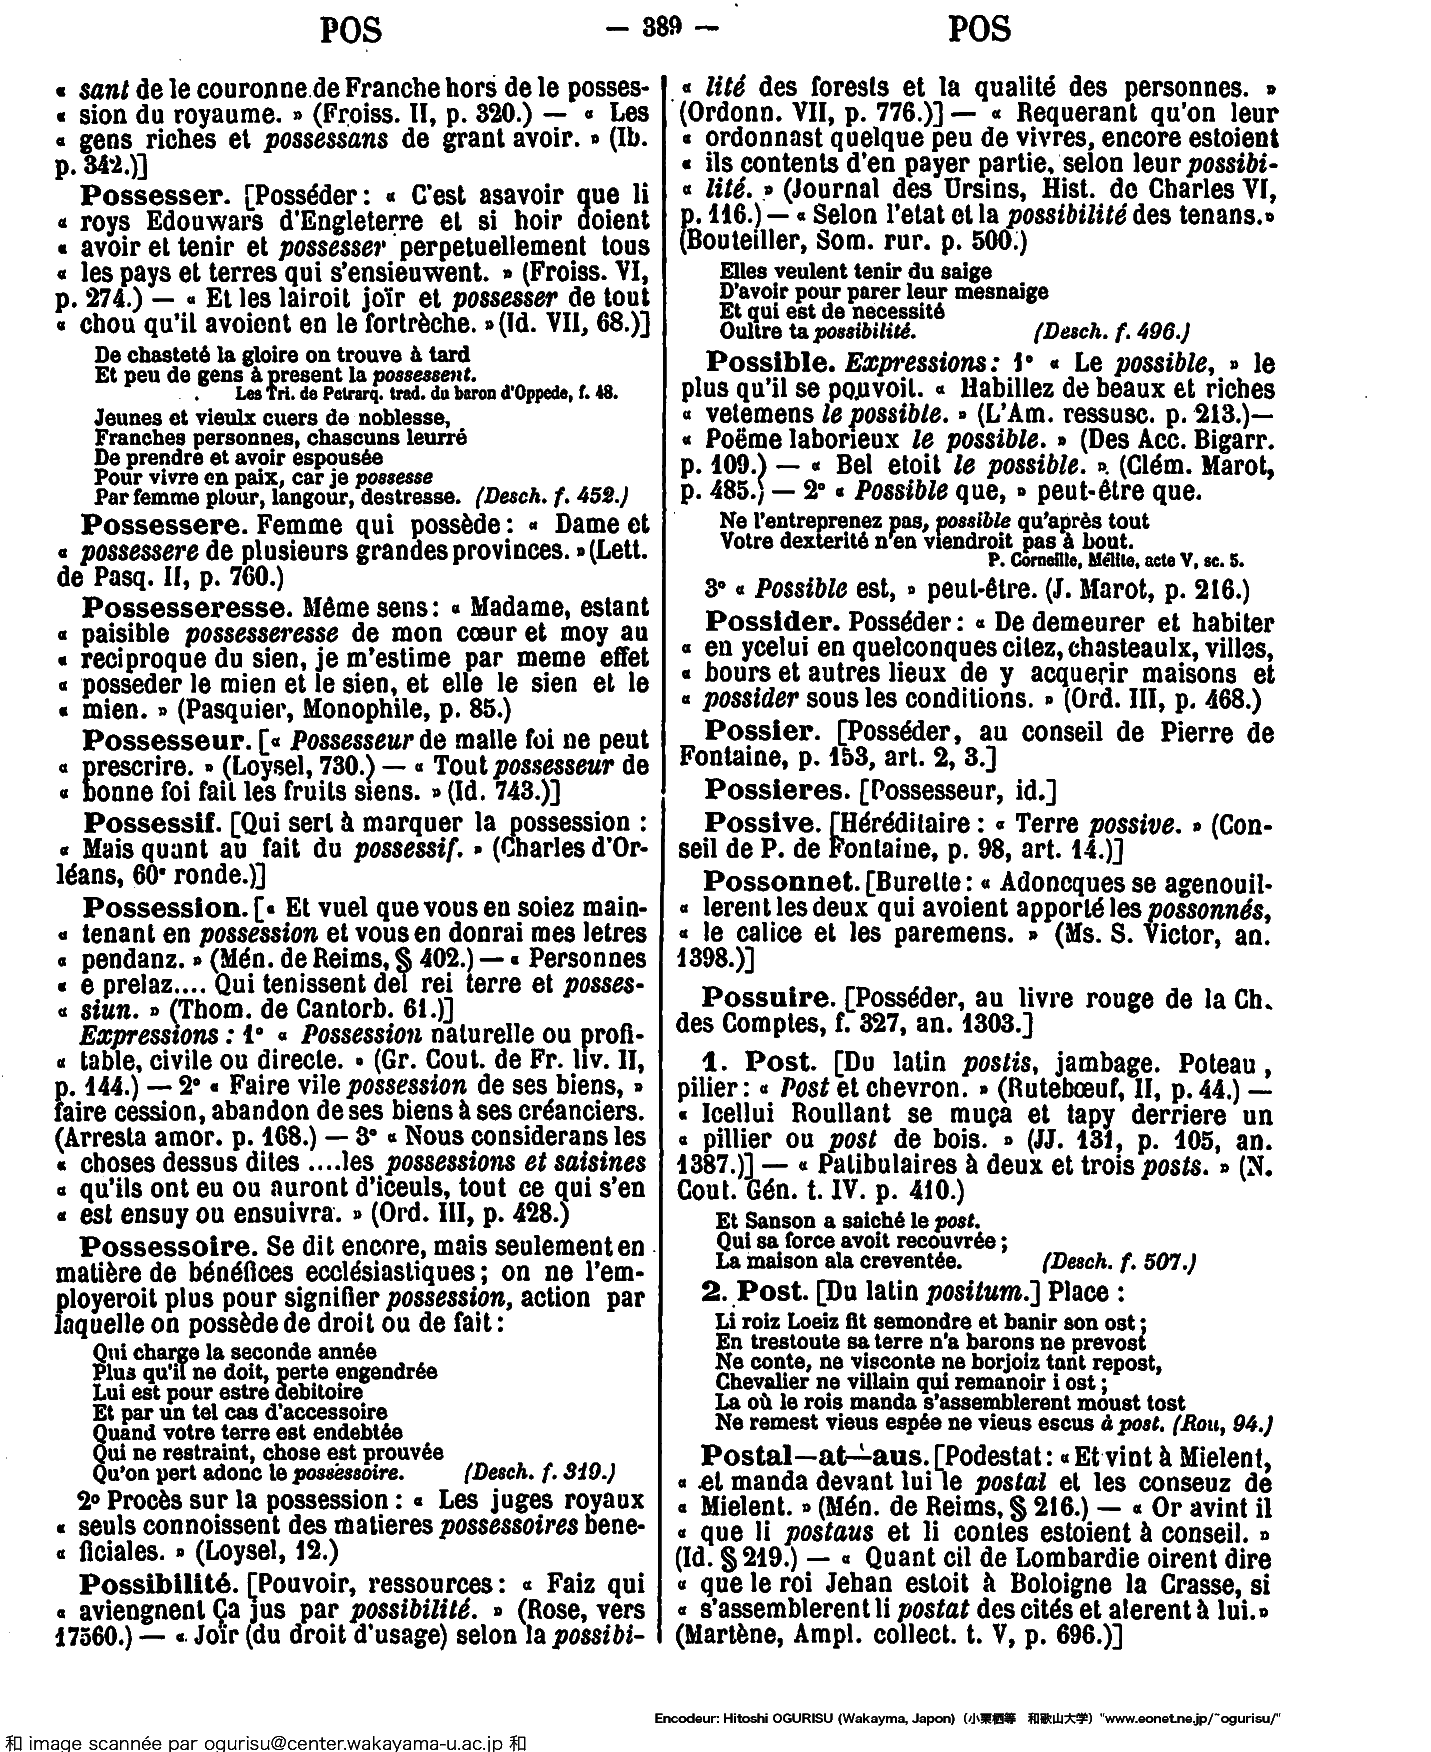 POS
— 389 —
POS
« sant de le couronne de Franche hors de le posses-
« sion du royaume. » (Froiss. II, p. 320.) — « Les
« gens riches et possessans de grant avoir. » (Ib.
p. 342.)]
Possesser. [Posséder : « C'est asavoir que li
« roys Edouwars d'Engleterre et si hoir doient
« avoir et tenir et possesser perpetuellement tous
« les pays et terres qui s'ensieuwent. » (Froiss. VI,
p. 274.) — « Et les lairoit joïr et possesser de tout
« chou qu'il avoient en le fortrèche. » (Id. VII, 68.)]
De chasteté la gloire on trouve à tard
Et peu de gens à present la possessent.
Les Tri. de Petrarq. trad. du baron d'Oppede, f. 48.
Jeunes et vieulx cuers de noblesse,
Franches personnes, chascuns leurré
De prendre et avoir espousée
Pour vivre en paix, car je possesse
Par femme plour, langour, destresse. (Desch. f. 452.)
Possessere. Femme qui possède : « Dame et
« possessere de plusieurs grandes provinces. » (Lett.
de Pasq. II, p. 760.)
Possesseresse. Même sens : « Madame, estant
« paisible possesseresse de mon cœur et moy au
« reciproque du sien, je m'estime par meme effet
« posseder le mien et le sien, et elle le sien et le
« mien. » (Pasquier, Monophile, p. 85.)
Possesseur. [« Possesseur de malle foi ne peut
« prescrire. » (Loysel, 730.) — « Tout possesseur de
« bonne foi fait les fruits siens. » (Id. 743.)]
Possessif. [Qui sert à marquer la possession :
« Mais quant au fait du possessif. » (Charles d'Or-
léans, 60e ronde.)]
Possession. [« Et vuel que vous en soiez main-
« tenant en possession et vous en donrai mes letres
« pendanz. » (Mén. de Reims, § 402.) — « Personnes
« e prelaz.... Qui tenissent del rei terre et posses-
« siun. » (Thom. de Cantorb. 61.)]
Expressions : 1° « Possession naturelle ou profi-
« table, civile ou directe. » (Gr. Cout. de Fr. liv. II,
p. 144.) — 2° « Faire vile possession de ses biens, »
faire cession, abandon de ses biens à ses créanciers.
(Arresta amor. p. 168.) — 3° « Nous considerans les
« choses dessus dites ....les possessions et saisines
« qu'ils ont eu ou auront d'iceuls, tout ce qui s'en
« est ensuy ou ensuivra. » (Ord. III, p. 428.)
Possessoire. Se dit encore, mais seulement en
matière de bénéfices ecclésiastiques ; on ne l'em-
ployeroit plus pour signifier possession, action par
laquelle on possède de droit ou de fait :
Qui charge la seconde année
Plus qu'il ne doit, perte engendrée
Lui est pour estre debitoire
Et par un tel cas d'accessoire
Quand votre terre est endebtée
Qui ne restraint, chose est prouvée
Qu'on pert adonc le possessoire. (Desch. f. 319.)
2° Procès sur la possession : « Les juges royaux
« seuls connoissent des matieres possessoires bene-
« ficiales. » (Loysel, 12.)
Possibilité. [Pouvoir, ressources : « Faiz qui
« aviengnent Ça jus par possibilité. » (Rose, vers
17560.) — « Joïr (du droit d'usage) selon la possibi-
« lité des forests et la qualité des personnes. »
(Ordonn. VII, p. 776.)] — « Requerant qu'on leur
« ordonnast quelque peu de vivres, encore estoient
« ils contents d'en payer partie, selon leur possibi-
« lité. » (Journal des Ursins, Hist. de Charles VI,
p. 116.) — « Selon l'etat et la possibilité des tenans. »
(Bouteiller, Som. rur. p. 500.)
Elles veulent tenir du saige
D'avoir pour parer leur mesnaige
Et qui est de necessité
Oultre ta possibilité. (Desch. f. 496.)
Possible. Expressions : 1° « Le possible, » le
plus qu'il se pouvoit. « Habillez de beaux et riches
« vetemens le possible. » (L'Am. ressusc. p. 213.) —
« Poëme laborieux le possible. » (Des Acc. Bigarr.
p. 109.) — « Bel etoit le possible. » (Clém. Marot,
p. 485.) — 2° « Possible que, » peut-être que.
Ne l'entreprenez pas, possible qu'après tout
Votre dexterité n'en viendroit pas à bout.
P. Corneille, Mélite, acte V, sc. 5.
3° « Possible est, » peut-être. (J. Marot, p. 216.)
Possider. Posséder : « De demeurer et habiter
« en ycelui en quelconques citez, chasteaulx, villes,
« bours et autres lieux de y acquerir maisons et
« possider sous les conditions. » (Ord. III, p. 468.)
Possier. [Posséder, au conseil de Pierre de
Fontaine, p. 153, art. 2, 3.]
Possieres. [Possesseur, id.]
Possive. [Héréditaire : « Terre possive. » (Con-
seil de P. de Fontaine, p. 98, art. 14.)]
Possonnet. [Burette : « Adoncques se agenouil-
« lerent les deux qui avoient apporté les possonnés,
« le calice et les paremens. » (Ms. S. Victor, an.
1398.)]
Possuire. [Posséder, au livre rouge de la Ch.
des Comptes, f. 327, an. 1303.]
1. Post. [Du latin postis, jambage. Poteau,
pilier : « Post et chevron. » (Rutebœuf, II, p. 44.) —
« Icellui Roullant se muça et tapy derriere un
« pillier ou post de bois. » (JJ. 131, p. 105, an.
1387.)] — « Patibulaires à deux et trois posts. » (N.
Cout. Gén. t. IV. p. 410.)
Et Sanson a saiché le post.
Qui sa force avoit recouvrée ;
La maison ala creventée. (Desch. f. 507.)
2. Post. [Du latin positum.] Place :
Li roiz Loeiz fit semondre et banir son ost ;
En trestoute sa terre n'a barons ne prevost
Ne conte, ne visconte ne borjoiz tant repost,
Chevalier ne villain qui remanoir i ost ;
La où le rois manda s'assemblerent moust tost
Ne remest vieus espée ne vieus escus à post. (Rou, 94.)
Postal—at—aus. [Podestat : « Et vint à Mielent,
« et manda devant lui le postal et les conseuz de
« Mielent. » (Mén. de Reims, § 216.) — « Or avint il
« que li postaus et li contes estoient à conseil. »
(Id. § 219.) — « Quant cil de Lombardie oirent dire
« que le roi Jehan estoit à Boloigne la Crasse, si
« s'assemblerent li postat des cités et alerent à lui. »
(Martène, Ampl. collect. t. V, p. 696.)]
Encodeur: Hitoshi OGURISU (Wakayma, Japon) (小栗栖等 和歌山大学) "www.eonet.ne.jp/~ogurisu/"
和 image scannée par ogurisu@center.wakayama-u.ac.jp 和